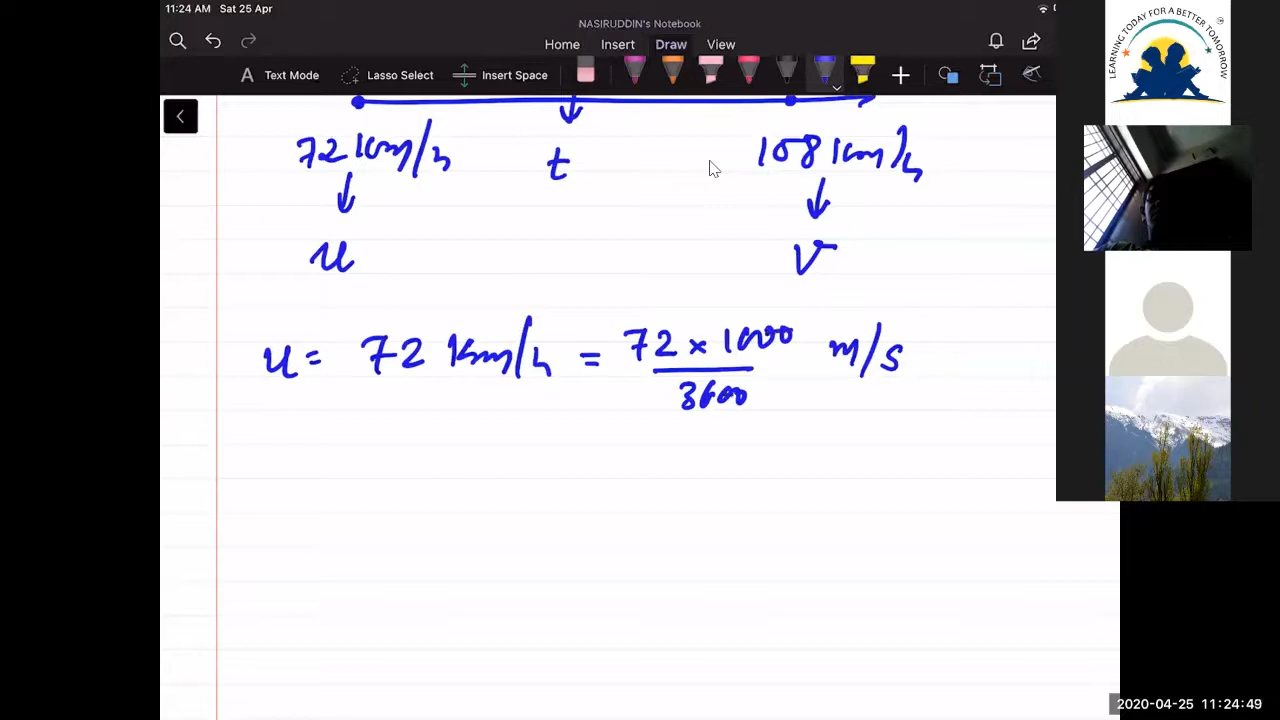 11:24 AM Sat 25 Apr
NASIRUDDIN's Notebook
Home Insert Draw View
Text Mode Lasso Select Insert Space
72 Km/h t 108 Km/h
u v
u = 72 Km/h = 72 × 1000 / 3600 m/s
LEARNING TODAY FOR A BETTER TOMORROW
2020-04-25 11:24:49